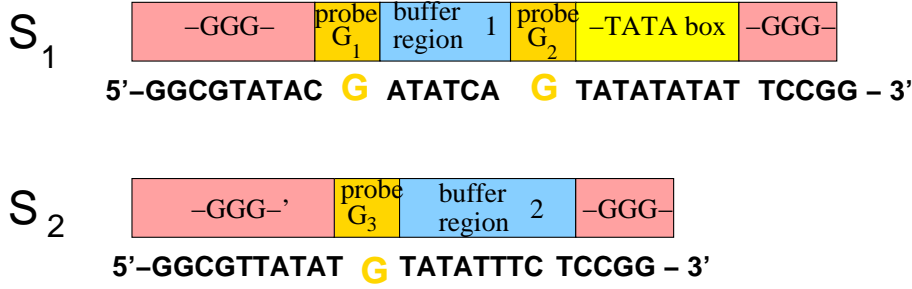 S1
–GGG– probe G1 buffer region 1 probe G2 –TATA box –GGG–
5’–GGCGTATAC G ATATCA G TATATATAT TCCGG – 3’
S2
–GGG–’ probe G3 buffer region 2 –GGG–
5’–GGCGTTATAT G TATATTTC TCCGG – 3’